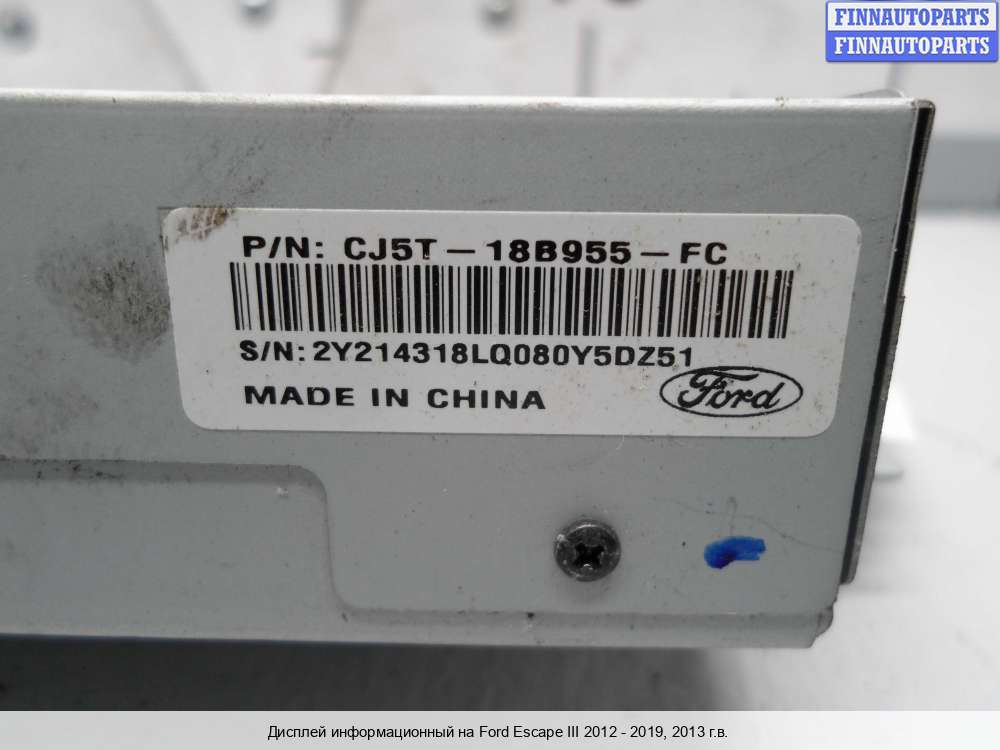 FINNAUTOPARTS
FINNAUTOPARTS
P/N: CJ5T-18B955-FC
S/N: 2Y214318LQ080Y5DZ51
MADE IN CHINA
Ford
Дисплей информационный на Ford Escape III 2012 - 2019, 2013 г.в.